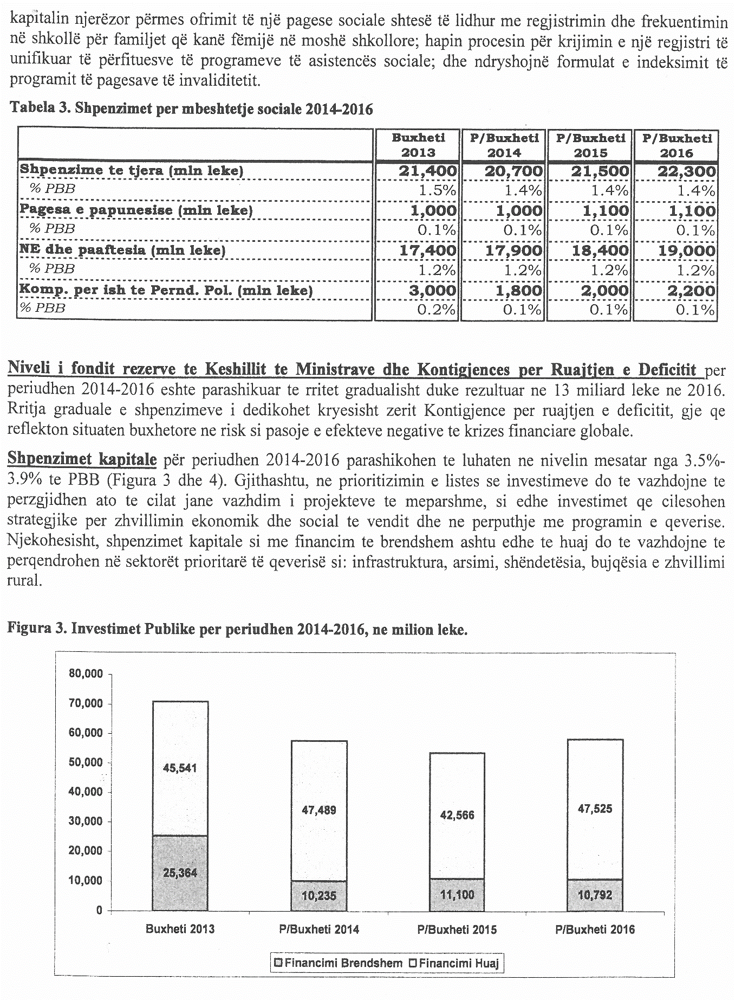 kapitalin njerëzor përmes ofrimit të një pagese sociale shtesë të lidhur me regjistrimin dhe frekuentimin
në shkollë për familjet që kanë fëmijë në moshë shkollore; hapin procesin për krijimin e një regjistri të
unifikuar të përfituesve të programeve të asistencës sociale; dhe ndryshojnë formulat e indeksimit të
programit të pagesave të invaliditetit.
Tabela 3. Shpenzimet per mbeshtetje sociale 2014-2016
Buxheti 2013 P/Buxheti 2014 P/Buxheti 2015 P/Buxheti 2016
Shpenzime te tjera (mln leke) 21,400 20,700 21,500 22,300
% PBB 1.5% 1.4% 1.4% 1.4%
Pagesa e papunesise (mln leke) 1,000 1,000 1,100 1,100
% PBB 0.1% 0.1% 0.1% 0.1%
NE dhe paaftesia (mln leke) 17,400 17,900 18,400 19,000
% PBB 1.2% 1.2% 1.2% 1.2%
Komp. per ish te Pernd. Pol. (mln leke) 3,000 1,800 2,000 2,200
% PBB 0.2% 0.1% 0.1% 0.1%
Niveli i fondit rezerve te Keshillit te Ministrave dhe Kontigjences per Ruajtjen e Deficitit per
periudhen 2014-2016 eshte parashikuar te rritet gradualisht duke rezultuar ne 13 miliard leke ne 2016.
Rritja graduale e shpenzimeve i dedikohet kryesisht zerit Kontigjence per ruajtjen e deficitit, gje qe
reflekton situaten buxhetore ne risk si pasoje e efekteve negative te krizes financiare globale.
Shpenzimet kapitale për periudhen 2014-2016 parashikohen te luhaten ne nivelin mesatar nga 3.5%-
3.9% te PBB (Figura 3 dhe 4). Gjithashtu, ne prioritizimin e listes se investimeve do te vazhdojne te
perzgjidhen ato te cilat jane vazhdim i projekteve te meparshme, si edhe investimet qe cilesohen
strategjike per zhvillimin ekonomik dhe social te vendit dhe ne perputhje me programin e qeverise.
Njekohesisht, shpenzimet kapitale si me financim te brendshem ashtu edhe te huaj do te vazhdojne te
perqendrohen në sektorët prioritarë të qeverisë si: infrastruktura, arsimi, shëndetësia, bujqësia e zhvillimi
rural.
Figura 3. Investimet Publike per periudhen 2014-2016, ne milion leke.
80,000
70,000
60,000
50,000
40,000
30,000
20,000
10,000
0
45,541 47,489 42,566 47,525
25,364 10,235 11,100 10,792
Buxheti 2013 P/Buxheti 2014 P/Buxheti 2015 P/Buxheti 2016
Financimi Brendshem Financimi Huaj